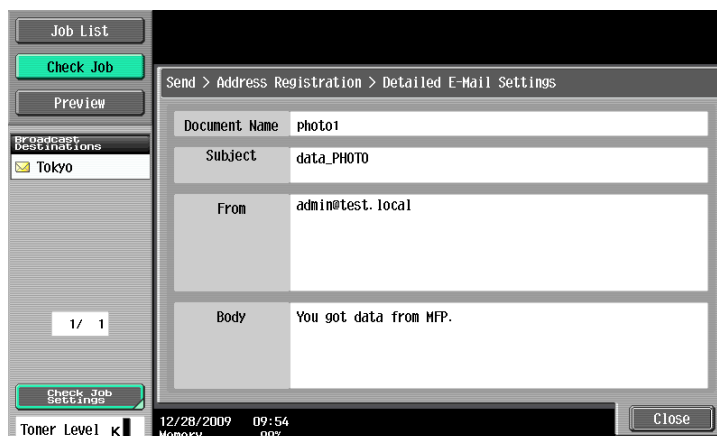 Job List
Check Job
Preview
Broadcast
Destinations
Tokyo
1/ 1
Check Job
Settings
Toner Level K
Send > Address Registration > Detailed E-Mail Settings
Document Name photo1
Subject data_PHOTO
From admin@test.local
Body You got data from MFP.
Close
12/28/2009 09:54
Memory 00%